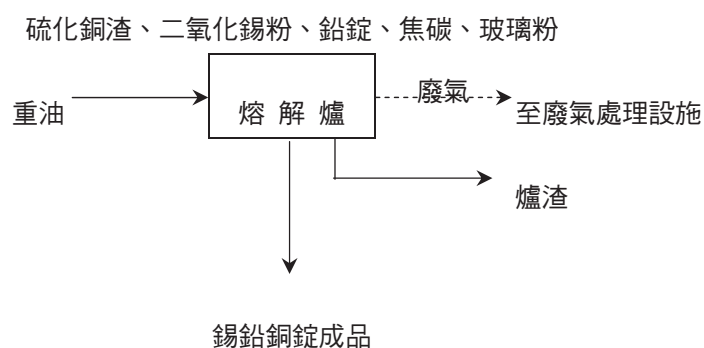 硫化銅渣、二氧化錫粉、鉛錠、焦碳、玻璃粉
廢氣
重油
熔解爐
至廢氣處理設施
爐渣
錫鉛銅錠成品